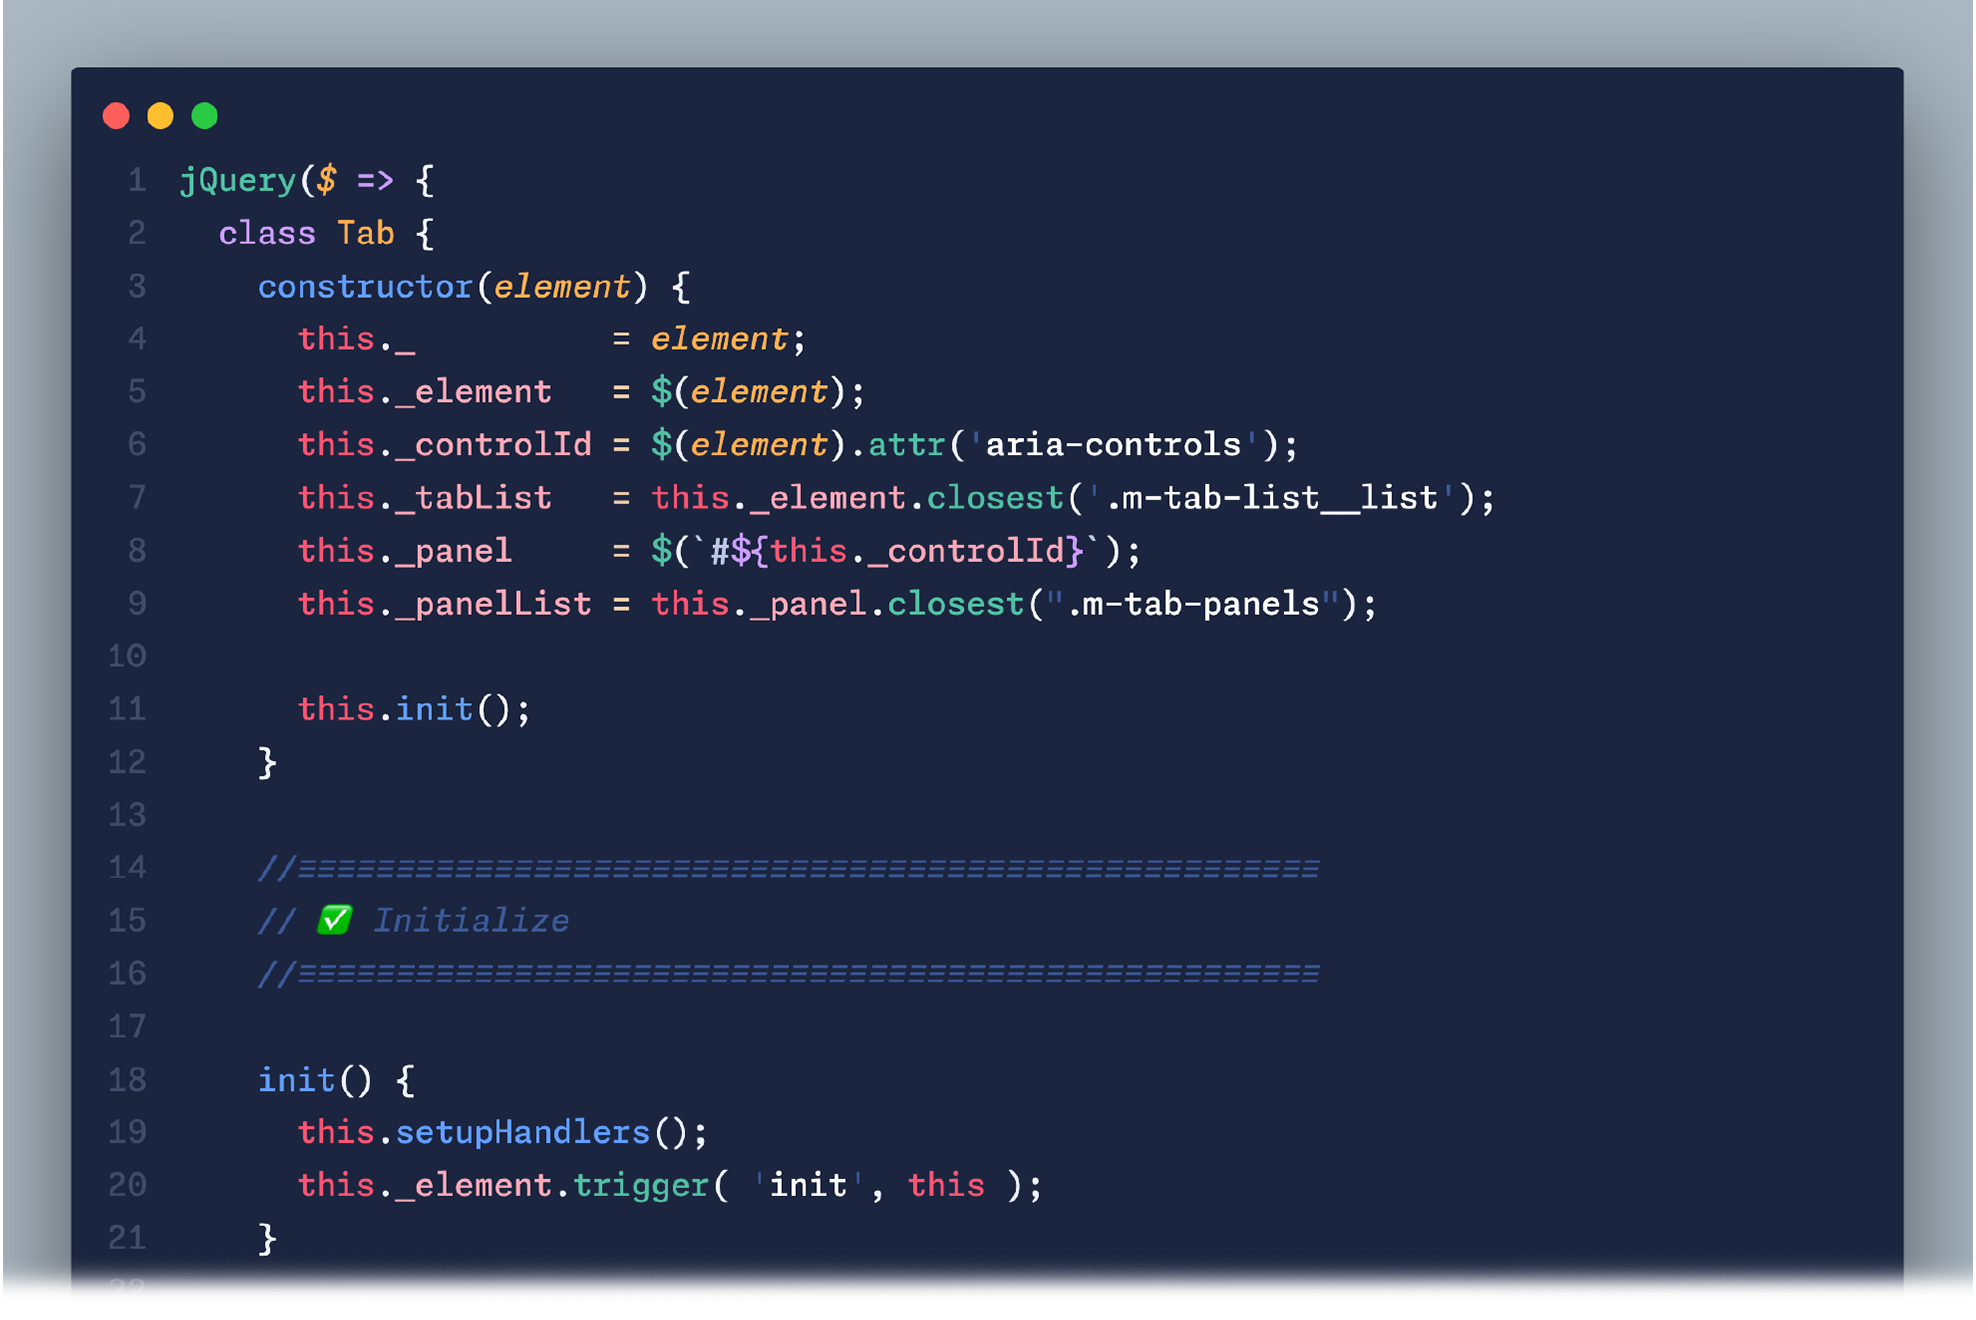 1 jQuery($ => {
2   class Tab {
3     constructor(element) {
4       this._          = element;
5       this._element   = $(element);
6       this._controlId = $(element).attr('aria-controls');
7       this._tabList   = this._element.closest('.m-tab-list__list');
8       this._panel     = $(`#${this._controlId}`);
9       this._panelList = this._panel.closest(".m-tab-panels");
10
11       this.init();
12     }
13
14     //====================================================
15     // ✅ Initialize
16     //====================================================
17
18     init() {
19       this.setupHandlers();
20       this._element.trigger( 'init', this );
21     }
22